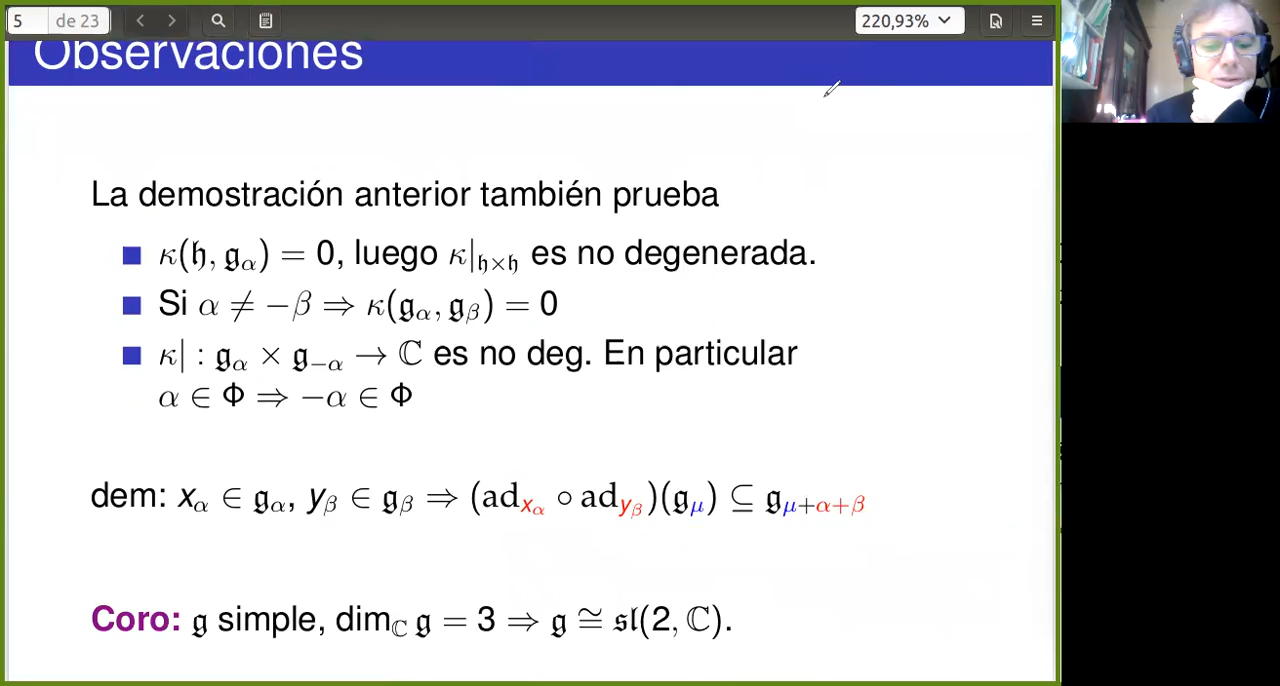 5 de 23 220,93%
Observaciones
La demostración anterior también prueba
■ κ(𝔥, 𝔤_α) = 0, luego κ|_{𝔥×𝔥} es no degenerada.
■ Si α ≠ −β ⇒ κ(𝔤_α, 𝔤_β) = 0
■ κ| : 𝔤_α × 𝔤_{−α} → ℂ es no deg. En particular
α ∈ Φ ⇒ −α ∈ Φ
dem: x_α ∈ 𝔤_α, y_β ∈ 𝔤_β ⇒ (ad_{x_α} ∘ ad_{y_β})(𝔤_μ) ⊆ 𝔤_{μ+α+β}
Coro: 𝔤 simple, dim_ℂ 𝔤 = 3 ⇒ 𝔤 ≅ 𝔰𝔩(2, ℂ).